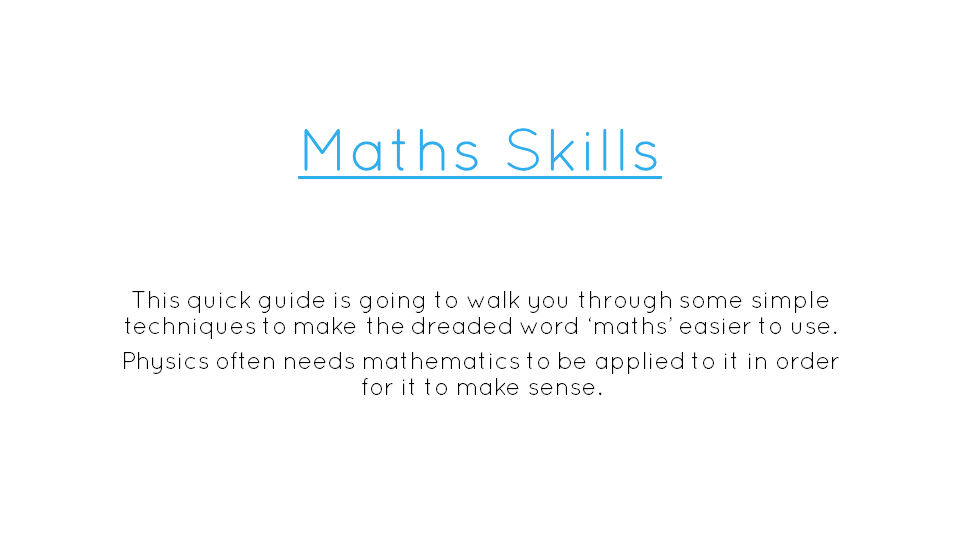 Maths Skills
This quick guide is going to walk you through some simple
techniques to make the dreaded word ‘maths’ easier to use.
Physics often needs mathematics to be applied to it in order
for it to make sense.